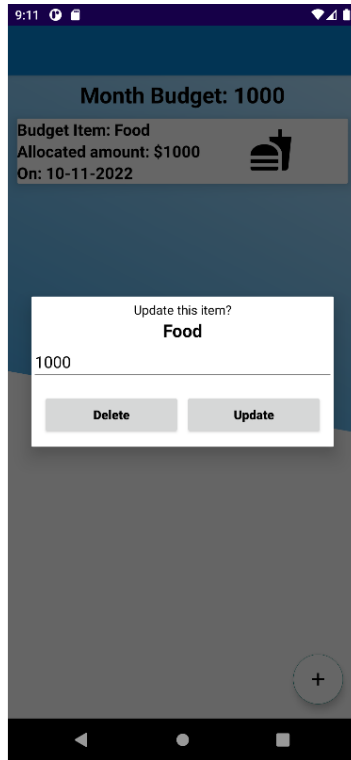 9:11
Month Budget: 1000
Budget Item: Food
Allocated amount: $1000
On: 10-11-2022
Update this item?
Food
1000
Delete Update
+